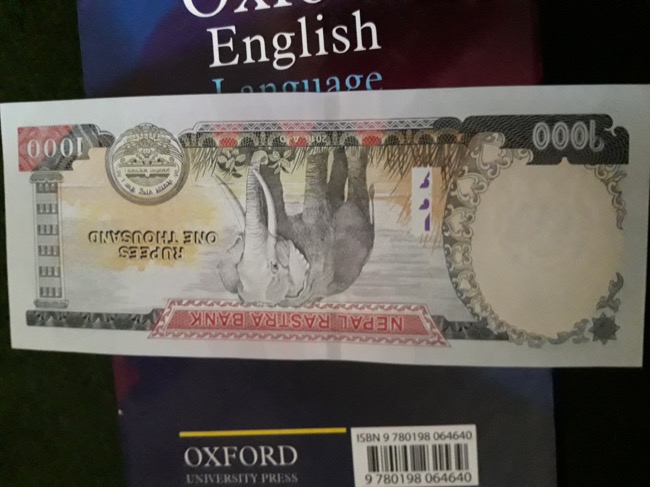 NEPAL RASTRA BANK
RUPEES
ONE THOUSAND
1000
1000
OXFORD
UNIVERSITY PRESS
ISBN 9 780198 064640
9 780198 064640
English
Language